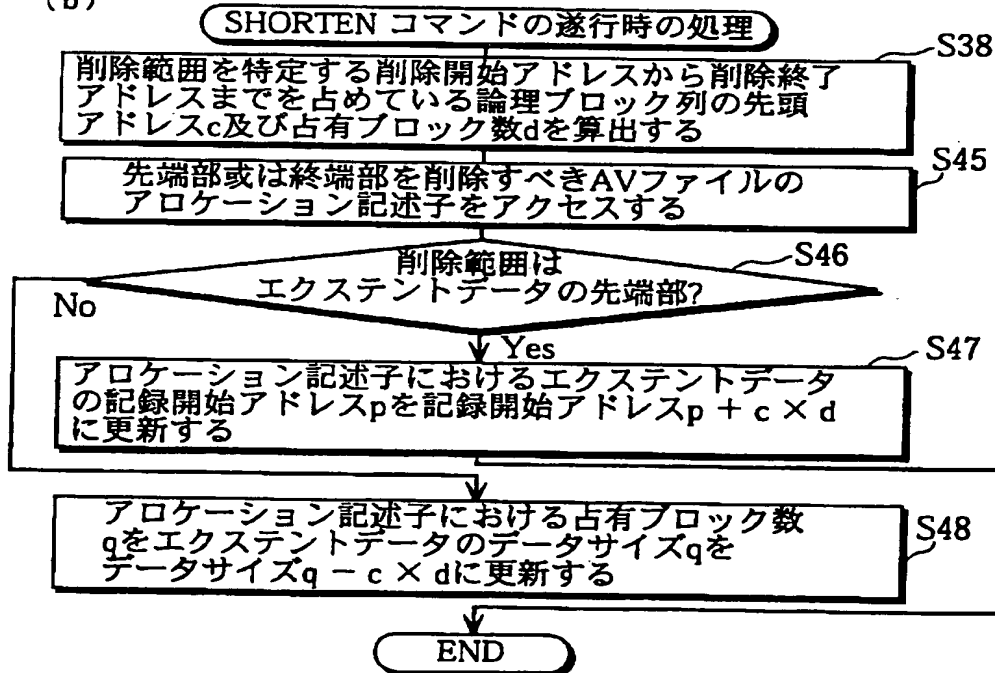 (b)
SHORTEN コマンドの遂行時の処理
S38
削除範囲を特定する削除開始アドレスから削除終了
アドレスまでを占めている論理ブロック列の先頭
アドレスc及び占有ブロック数dを算出する
S45
先端部或は終端部を削除すべきAVファイルの
アロケーション記述子をアクセスする
S46
削除範囲は
エクステントデータの先端部?
No
Yes
S47
アロケーション記述子におけるエクステントデータ
の記録開始アドレスpを記録開始アドレスp + c × d
に更新する
アロケーション記述子における占有ブロック数
qをエクステントデータのデータサイズqを
データサイズq − c × dに更新する
S48
END